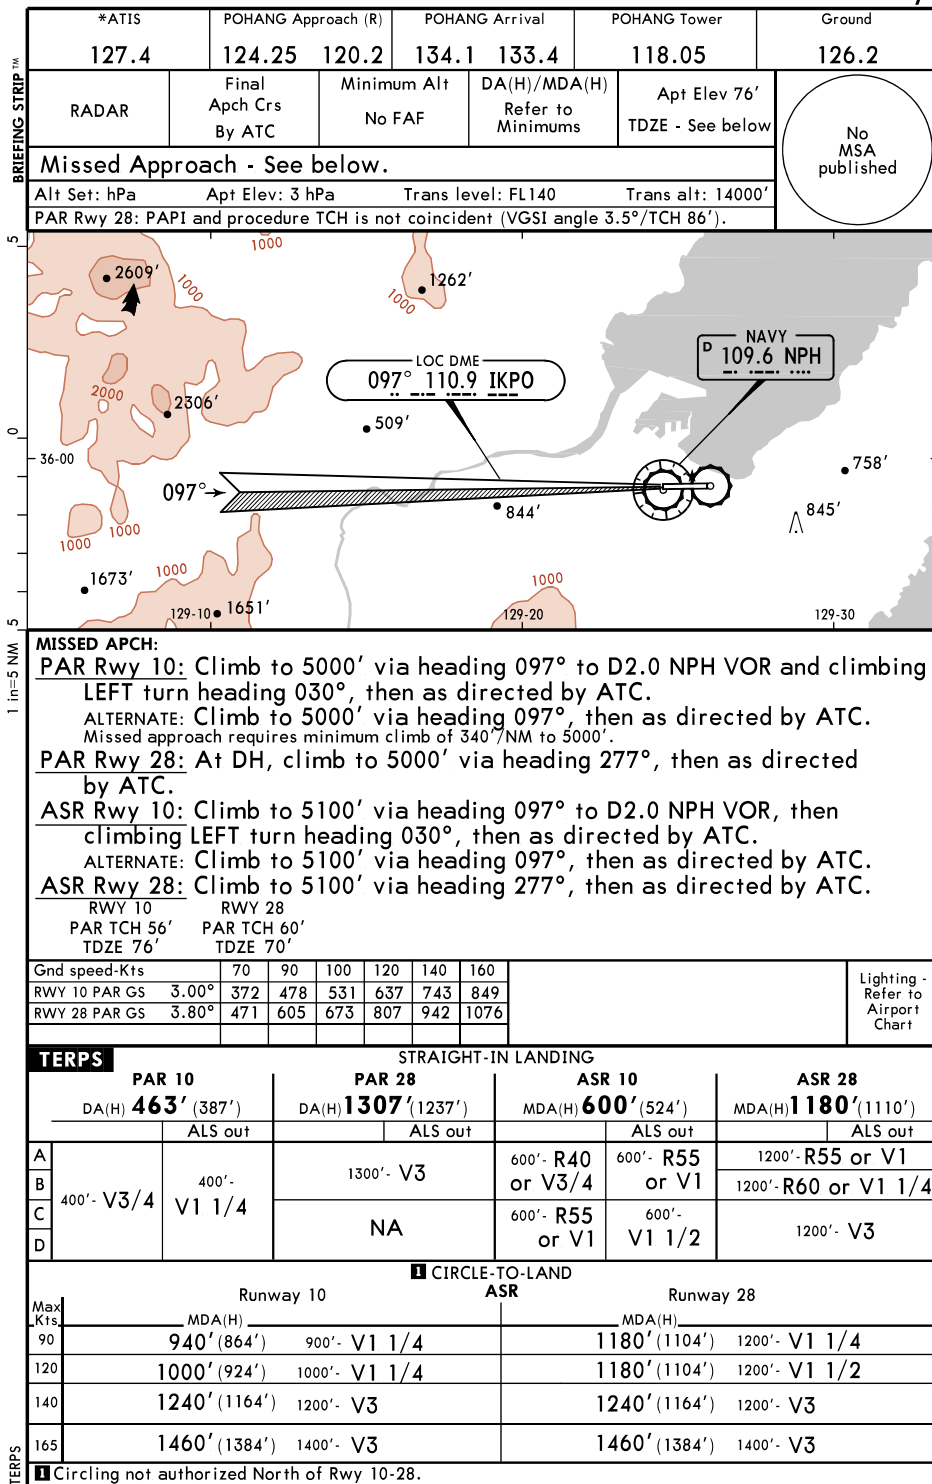 *ATIS
127.4
POHANG Approach (R)
124.25 120.2
POHANG Arrival
134.1 133.4
POHANG Tower
118.05
Ground
126.2
BRIEFING STRIP TM
RADAR
Final
Apch Crs
By ATC
Minimum Alt
No FAF
DA(H)/MDA(H)
Refer to
Minimums
Apt Elev 76'
TDZE - See below
No
MSA
published
Missed Approach - See below.
Alt Set: hPa Apt Elev: 3 hPa Trans level: FL140 Trans alt: 14000'
PAR Rwy 28: PAPI and procedure TCH is not coincident (VGSI angle 3.5°/TCH 86').
5
1000
2609'
1000
1262'
1000
NAVY
D 109.6 NPH
LOC DME
097° 110.9 IKPO
2000
2306'
509'
0
36-00
758'
097°
844'
845'
1000
1000
1673'
1000
1000
129-10
1651'
129-20
129-30
5
1 in=5 NM
MISSED APCH:
PAR Rwy 10: Climb to 5000' via heading 097° to D2.0 NPH VOR and climbing
LEFT turn heading 030°, then as directed by ATC.
ALTERNATE: Climb to 5000' via heading 097°, then as directed by ATC.
Missed approach requires minimum climb of 340'/NM to 5000'.
PAR Rwy 28: At DH, climb to 5000' via heading 277°, then as directed
by ATC.
ASR Rwy 10: Climb to 5100' via heading 097° to D2.0 NPH VOR, then
climbing LEFT turn heading 030°, then as directed by ATC.
ALTERNATE: Climb to 5100' via heading 097°, then as directed by ATC.
ASR Rwy 28: Climb to 5100' via heading 277°, then as directed by ATC.
RWY 10 RWY 28
PAR TCH 56' PAR TCH 60'
TDZE 76' TDZE 70'
Gnd speed-Kts 70 90 100 120 140 160
RWY 10 PAR GS 3.00° 372 478 531 637 743 849
RWY 28 PAR GS 3.80° 471 605 673 807 942 1076
Lighting -
Refer to
Airport
Chart
TERPS
STRAIGHT-IN LANDING
PAR 10 PAR 28 ASR 10 ASR 28
DA(H) 463' (387') DA(H) 1307' (1237') MDA(H) 600' (524') MDA(H) 1180' (1110')
ALS out ALS out ALS out ALS out
A
B
C
D
400'- V3/4
400'-
V1 1/4
1300'- V3
NA
600'- R40
or V3/4
600'- R55
or V1
600'- R55
or V1
600'-
V1 1/2
1200'- R55 or V1
1200'- R60 or V1 1/4
1200'- V3
1 CIRCLE-TO-LAND
ASR
Runway 10 Runway 28
Max
Kts
MDA(H) MDA(H)
90 940' (864') 900'- V1 1/4 1180' (1104') 1200'- V1 1/4
120 1000' (924') 1000'- V1 1/4 1180' (1104') 1200'- V1 1/2
140 1240' (1164') 1200'- V3 1240' (1164') 1200'- V3
165 1460' (1384') 1400'- V3 1460' (1384') 1400'- V3
TERPS
1 Circling not authorized North of Rwy 10-28.